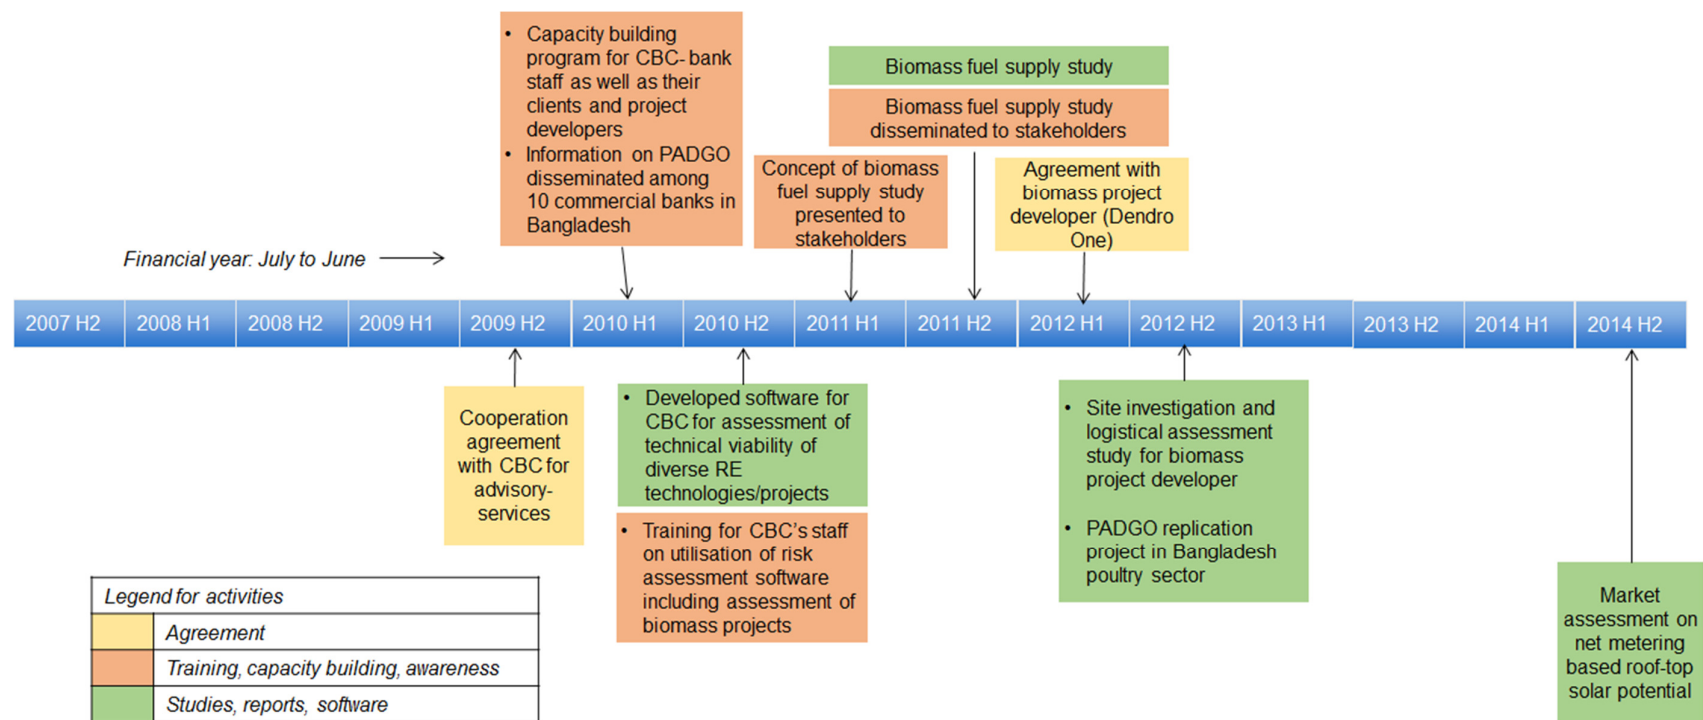 • Capacity building
program for CBC- bank
staff as well as their
clients and project
developers
• Information on PADGO
disseminated among
10 commercial banks in
Bangladesh
Biomass fuel supply study
Biomass fuel supply study
disseminated to stakeholders
Concept of biomass
fuel supply study
presented to
stakeholders
Agreement with
biomass project
developer (Dendro
One)
Financial year: July to June
2007 H2
2008 H1
2008 H2
2009 H1
2009 H2
2010 H1
2010 H2
2011 H1
2011 H2
2012 H1
2012 H2
2013 H1
2013 H2
2014 H1
2014 H2
Cooperation
agreement
with CBC for
advisory-
services
• Developed software for
CBC for assessment of
technical viability of
diverse RE
technologies/projects
• Training for CBC's staff
on utilisation of risk
assessment software
including assessment of
biomass projects
• Site investigation and
logistical assessment
study for biomass
project developer
• PADGO replication
project in Bangladesh
poultry sector
Market
assessment on
net metering
based roof-top
solar potential
Legend for activities
Agreement
Training, capacity building, awareness
Studies, reports, software